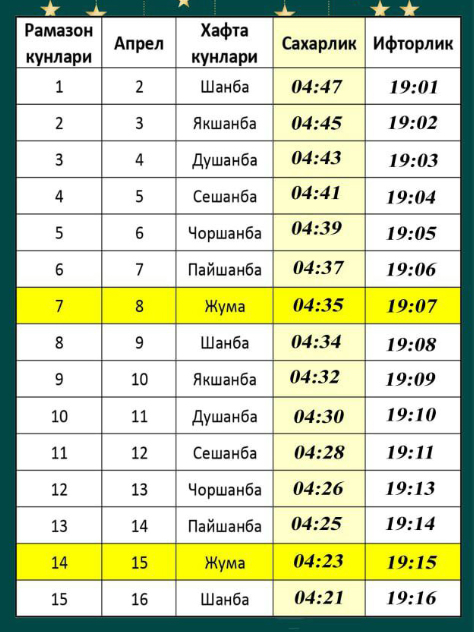 Рамазон кунлари Апрел Хафта кунлари Сахарлик Ифторлик
1 2 Шанба 04:47 19:01
2 3 Якшанба 04:45 19:02
3 4 Душанба 04:43 19:03
4 5 Сешанба 04:41 19:04
5 6 Чоршанба 04:39 19:05
6 7 Пайшанба 04:37 19:06
7 8 Жума 04:35 19:07
8 9 Шанба 04:34 19:08
9 10 Якшанба 04:32 19:09
10 11 Душанба 04:30 19:10
11 12 Сешанба 04:28 19:11
12 13 Чоршанба 04:26 19:13
13 14 Пайшанба 04:25 19:14
14 15 Жума 04:23 19:15
15 16 Шанба 04:21 19:16